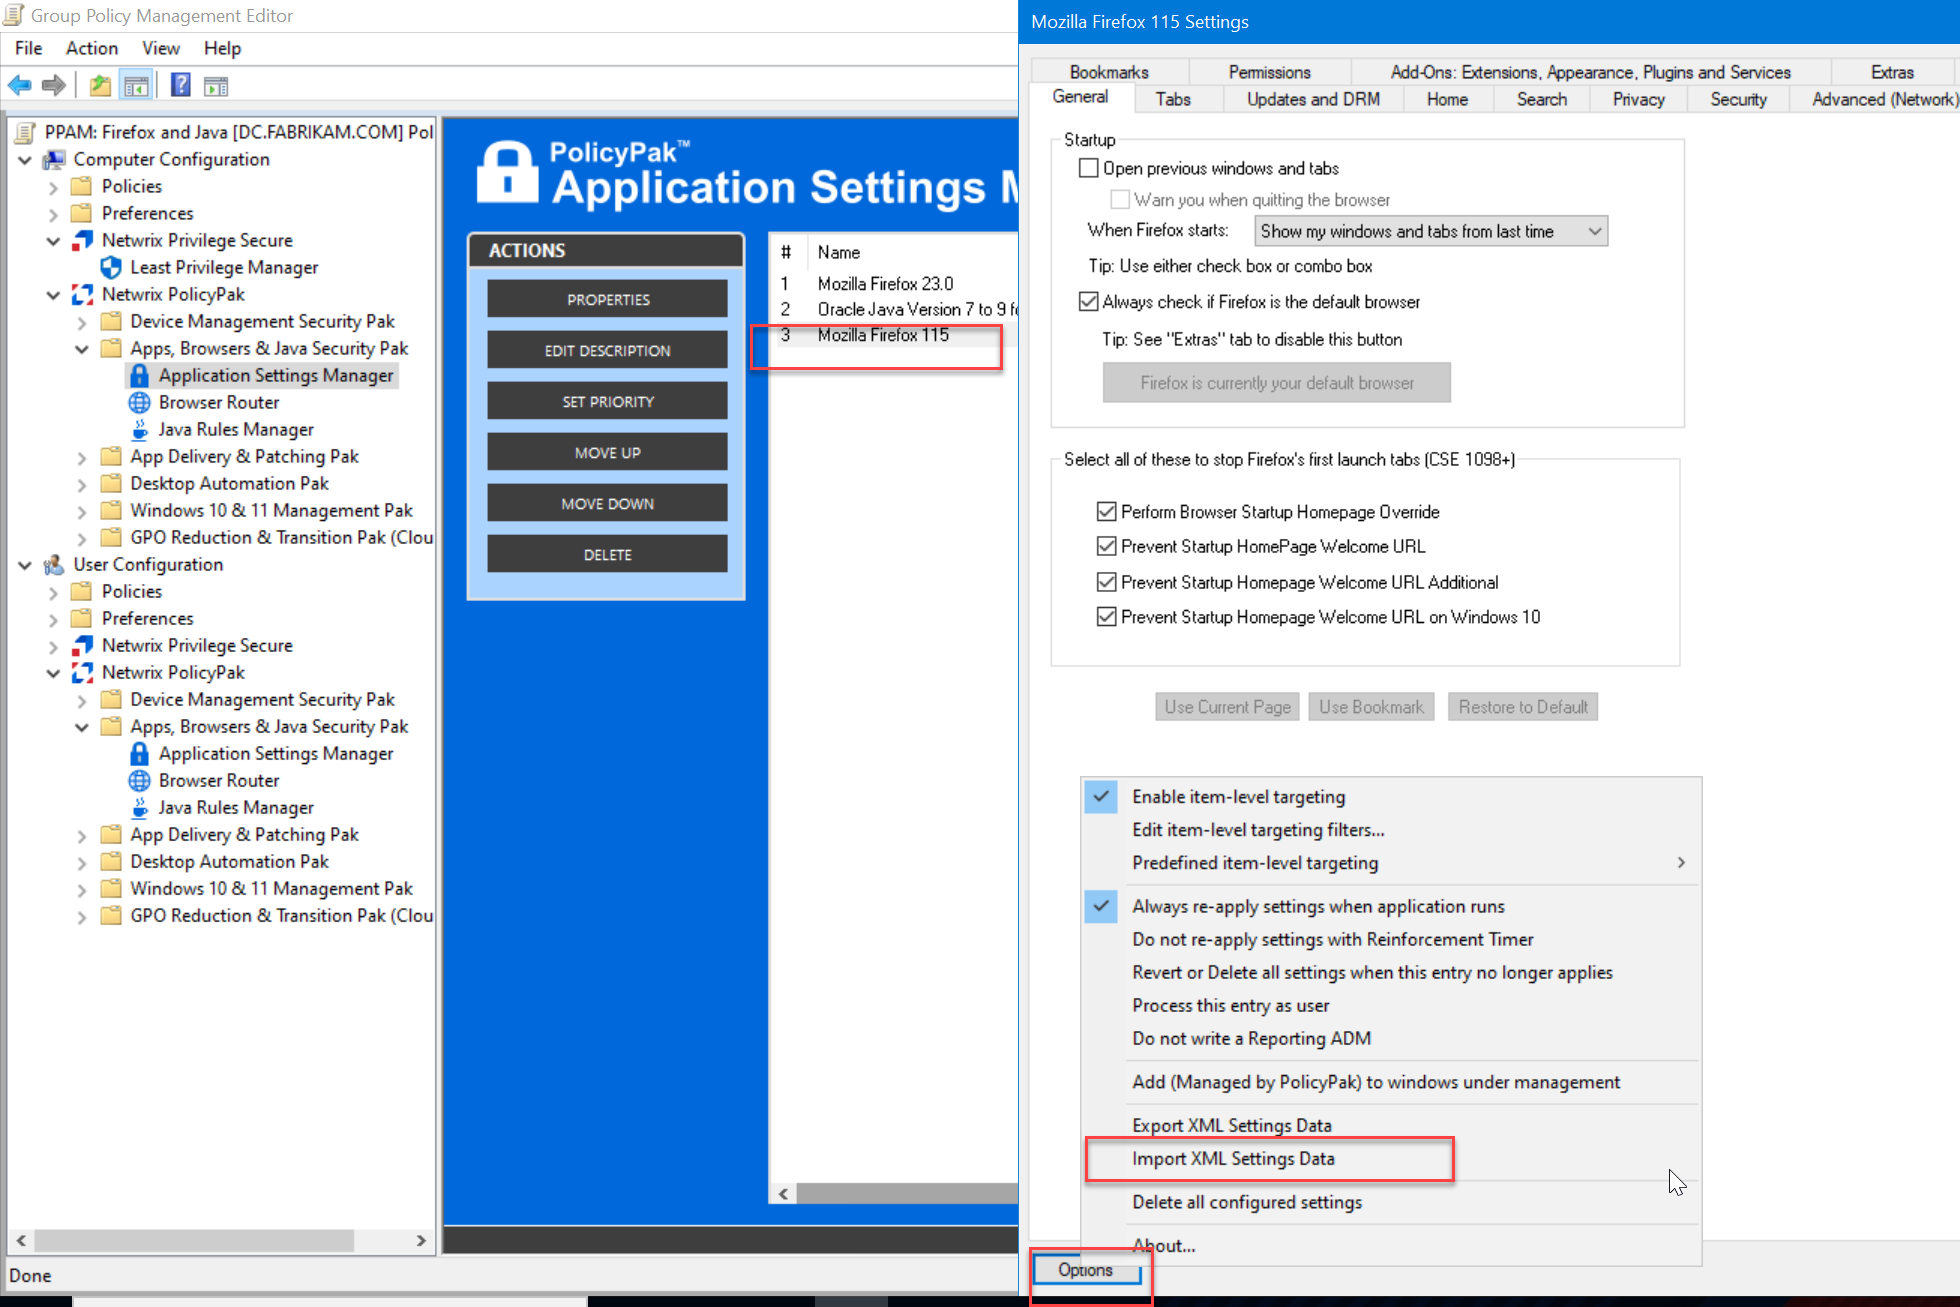 Group Policy Management Editor
File Action View Help
PPAM: Firefox and Java [DC.FABRIKAM.COM] Pol
Computer Configuration
Policies
Preferences
Netwrix Privilege Secure
Least Privilege Manager
Netwrix PolicyPak
Device Management Security Pak
Apps, Browsers & Java Security Pak
Application Settings Manager
Browser Router
Java Rules Manager
App Delivery & Patching Pak
Desktop Automation Pak
Windows 10 & 11 Management Pak
GPO Reduction & Transition Pak (Clou
User Configuration
Policies
Preferences
Netwrix Privilege Secure
Netwrix PolicyPak
Device Management Security Pak
Apps, Browsers & Java Security Pak
Application Settings Manager
Browser Router
Java Rules Manager
App Delivery & Patching Pak
Desktop Automation Pak
Windows 10 & 11 Management Pak
GPO Reduction & Transition Pak (Clou
Done
PolicyPak™
Application Settings M
ACTIONS
PROPERTIES
EDIT DESCRIPTION
SET PRIORITY
MOVE UP
MOVE DOWN
DELETE
# Name
1 Mozilla Firefox 23.0
2 Oracle Java Version 7 to 9 fo
3 Mozilla Firefox 115
Mozilla Firefox 115 Settings
Bookmarks Permissions Add-Ons: Extensions, Appearance, Plugins and Services Extras
General Tabs Updates and DRM Home Search Privacy Security Advanced (Network)
Startup
Open previous windows and tabs
Warn you when quitting the browser
When Firefox starts: Show my windows and tabs from last time
Tip: Use either check box or combo box
Always check if Firefox is the default browser
Tip: See "Extras" tab to disable this button
Firefox is currently your default browser
Select all of these to stop Firefox's first launch tabs (CSE 1098+)
Perform Browser Startup Homepage Override
Prevent Startup HomePage Welcome URL
Prevent Startup Homepage Welcome URL Additional
Prevent Startup Homepage Welcome URL on Windows 10
Use Current Page Use Bookmark Restore to Default
Enable item-level targeting
Edit item-level targeting filters...
Predefined item-level targeting
Always re-apply settings when application runs
Do not re-apply settings with Reinforcement Timer
Revert or Delete all settings when this entry no longer applies
Process this entry as user
Do not write a Reporting ADM
Add (Managed by PolicyPak) to windows under management
Export XML Settings Data
Import XML Settings Data
Delete all configured settings
About...
Options